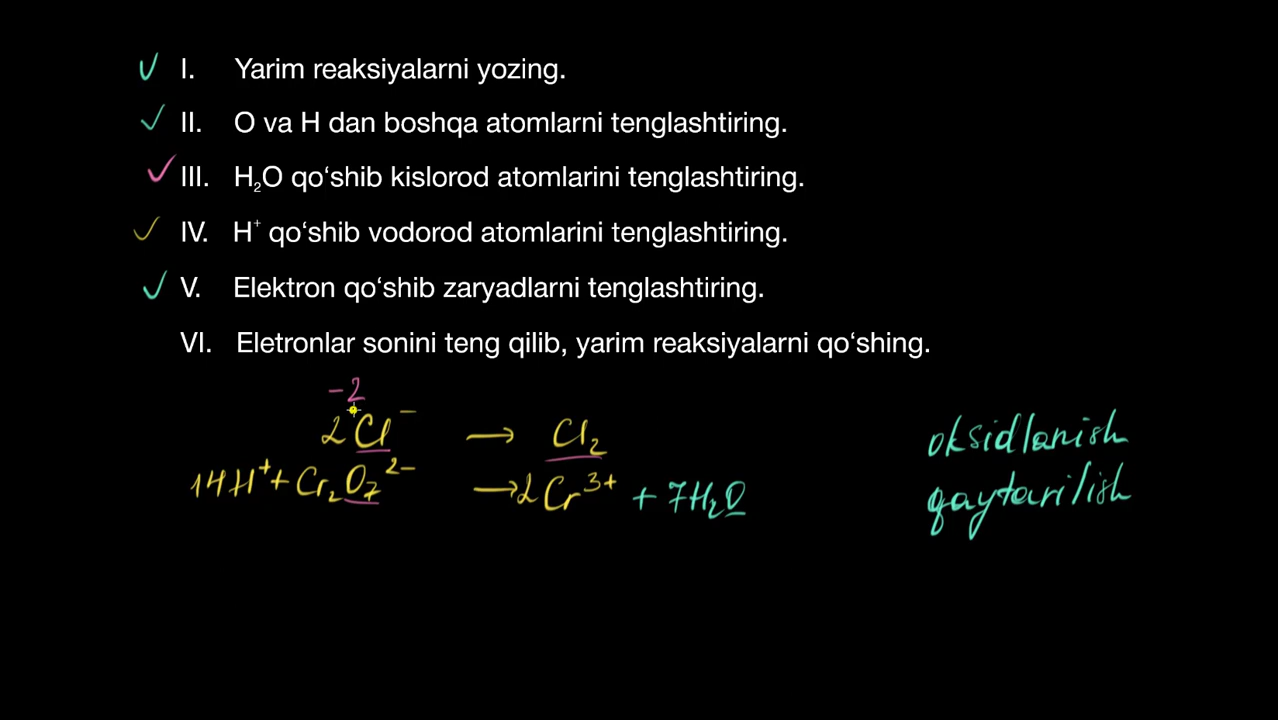 I. Yarim reaksiyalarni yozing.
II. O va H dan boshqa atomlarni tenglashtiring.
III. H₂O qo‘shib kislorod atomlarini tenglashtiring.
IV. H⁺ qo‘shib vodorod atomlarini tenglashtiring.
V. Elektron qo‘shib zaryadlarni tenglashtiring.
VI. Eletronlar sonini teng qilib, yarim reaksiyalarni qo‘shing.
-2
2Cl⁻ → Cl₂ oksidlanish
14H⁺ + Cr₂O₇²⁻ → 2Cr³⁺ + 7H₂O qaytarilish